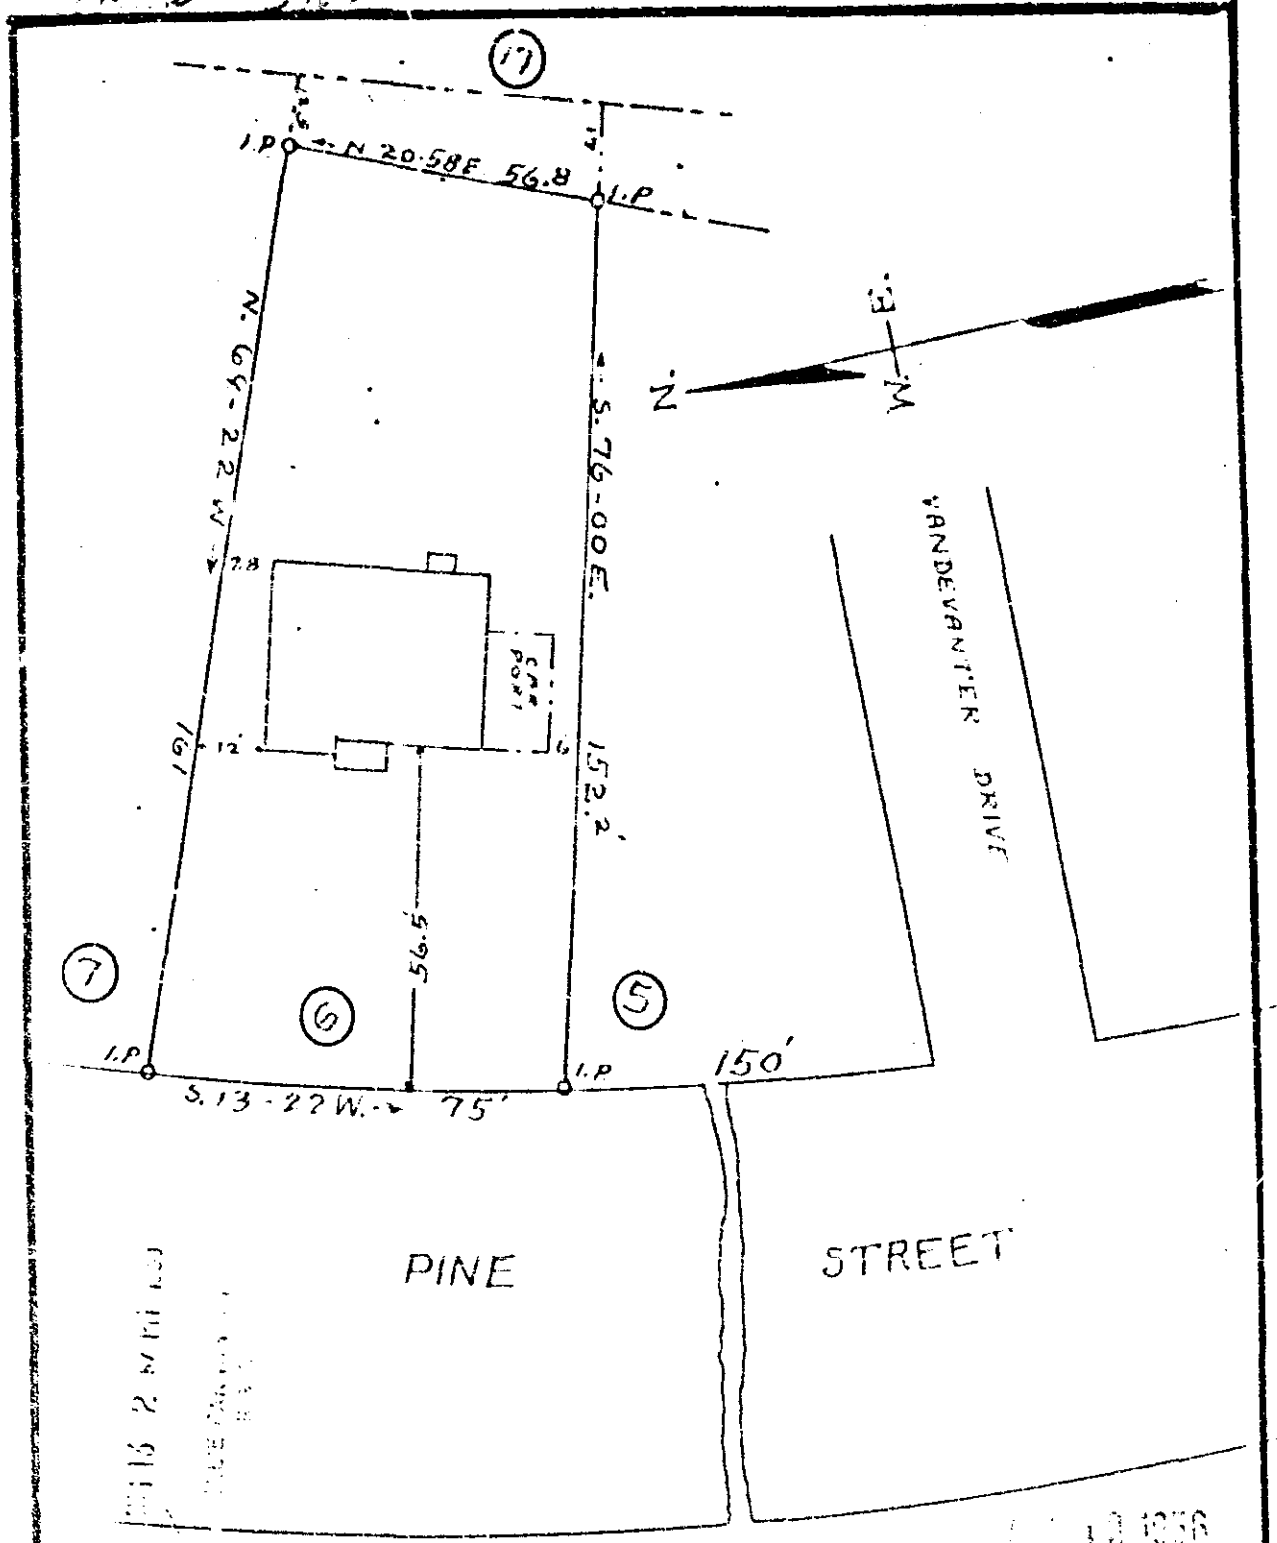 17
I.P
N 20-58E 56.8
I.P
17
N. 64-22 W
161
S. 76-00 E.
152.2'
E
N
W
VANDEVANTER DRIVE
28
CAR
PORT
12'
6
56.5
7
6
5
I.P
I.P
150'
S. 13-22 W. 75'
PINE STREET